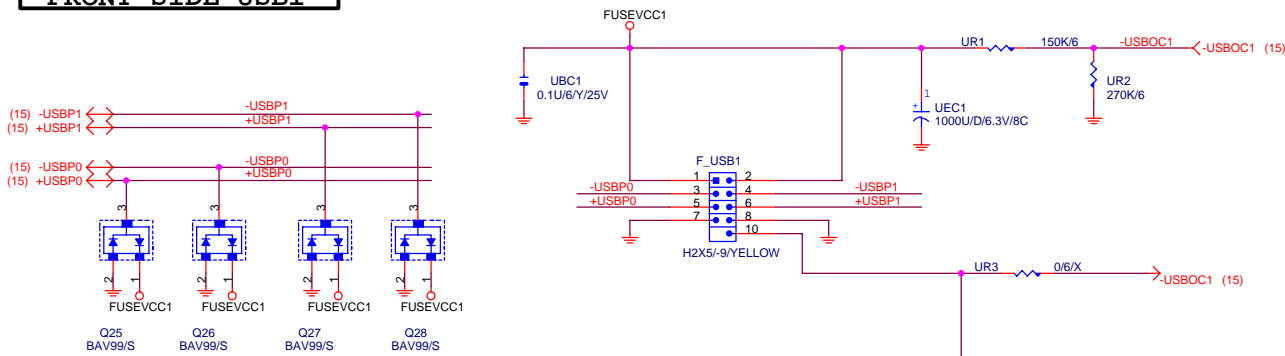 FRONT SIDE USB1
FUSEVCC1
UBC1
0.1U/6/Y/25V
1
+
UEC1
1000U/D/6.3V/8C
UR1
150K/6
-USBOC1
-USBOC1 (15)
UR2
270K/6
(15) -USBP1
-USBP1
(15) +USBP1
+USBP1
(15) -USBP0
-USBP0
(15) +USBP0
+USBP0
3
3
3
3
2
1
2
1
2
1
2
1
FUSEVCC1
FUSEVCC1
FUSEVCC1
FUSEVCC1
Q25
BAV99/S
Q26
BAV99/S
Q27
BAV99/S
Q28
BAV99/S
F_USB1
1
2
-USBP0
3
4
-USBP1
+USBP0
5
6
+USBP1
7
8
10
H2X5/-9/YELLOW
UR3
0/6/X
-USBOC1 (15)